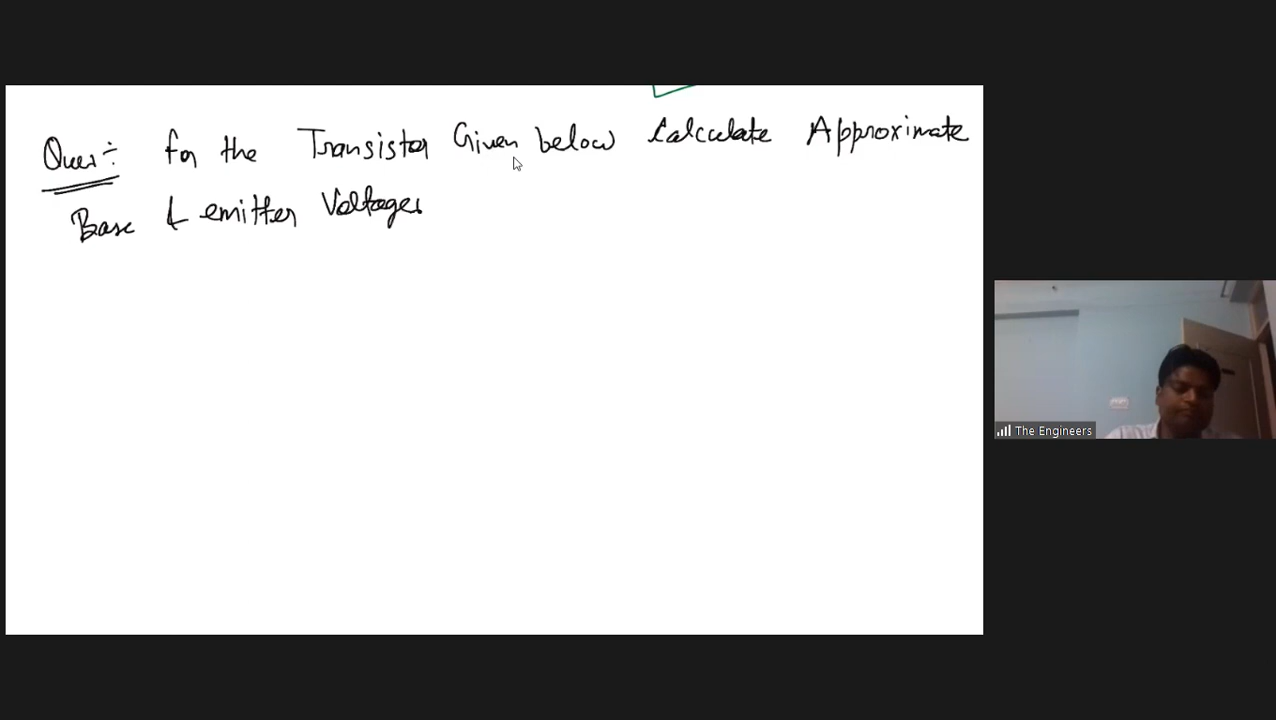 Ques:- for the Transistor Given below Calculate Approximate
Base & emitter Voltages
The Engineers